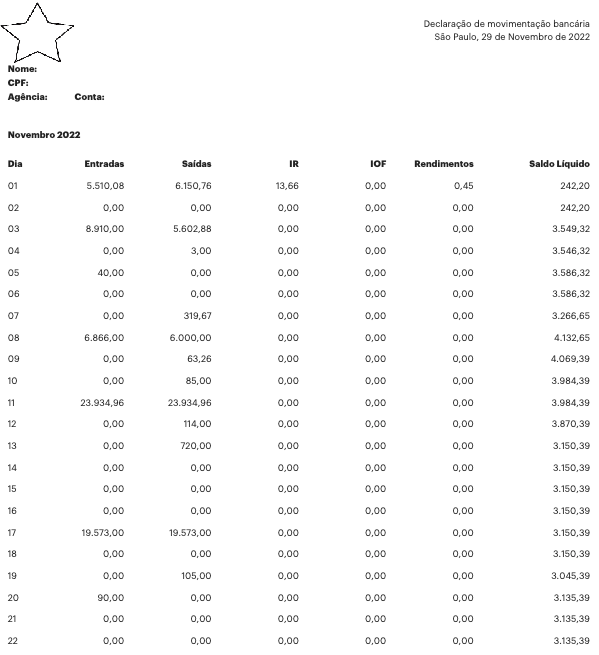 Declaração de movimentação bancária
São Paulo, 29 de Novembro de 2022
Nome:
CPF:
Agência: Conta:
Novembro 2022
Dia Entradas Saídas IR IOF Rendimentos Saldo Líquido
01 5.510,08 6.150,76 13,66 0,00 0,45 242,20
02 0,00 0,00 0,00 0,00 0,00 242,20
03 8.910,00 5.602,88 0,00 0,00 0,00 3.549,32
04 0,00 3,00 0,00 0,00 0,00 3.546,32
05 40,00 0,00 0,00 0,00 0,00 3.586,32
06 0,00 0,00 0,00 0,00 0,00 3.586,32
07 0,00 319,67 0,00 0,00 0,00 3.266,65
08 6.866,00 6.000,00 0,00 0,00 0,00 4.132,65
09 0,00 63,26 0,00 0,00 0,00 4.069,39
10 0,00 85,00 0,00 0,00 0,00 3.984,39
11 23.934,96 23.934,96 0,00 0,00 0,00 3.984,39
12 0,00 114,00 0,00 0,00 0,00 3.870,39
13 0,00 720,00 0,00 0,00 0,00 3.150,39
14 0,00 0,00 0,00 0,00 0,00 3.150,39
15 0,00 0,00 0,00 0,00 0,00 3.150,39
16 0,00 0,00 0,00 0,00 0,00 3.150,39
17 19.573,00 19.573,00 0,00 0,00 0,00 3.150,39
18 0,00 0,00 0,00 0,00 0,00 3.150,39
19 0,00 105,00 0,00 0,00 0,00 3.045,39
20 90,00 0,00 0,00 0,00 0,00 3.135,39
21 0,00 0,00 0,00 0,00 0,00 3.135,39
22 0,00 0,00 0,00 0,00 0,00 3.135,39